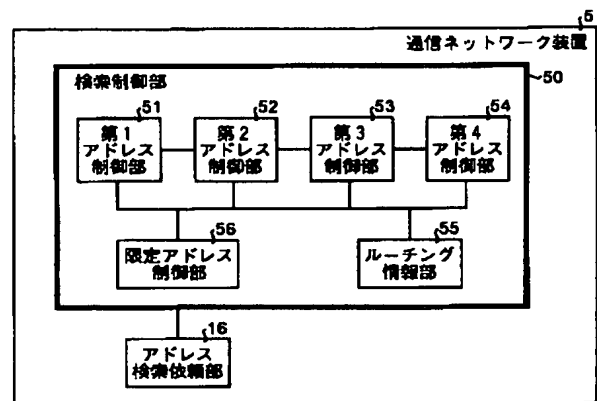 5
通信ネットワーク装置
検索制御部
50
51
第1
アドレス
制御部
52
第2
アドレス
制御部
53
第3
アドレス
制御部
54
第4
アドレス
制御部
56
限定アドレス
制御部
55
ルーチング
情報部
16
アドレス
検索依頼部